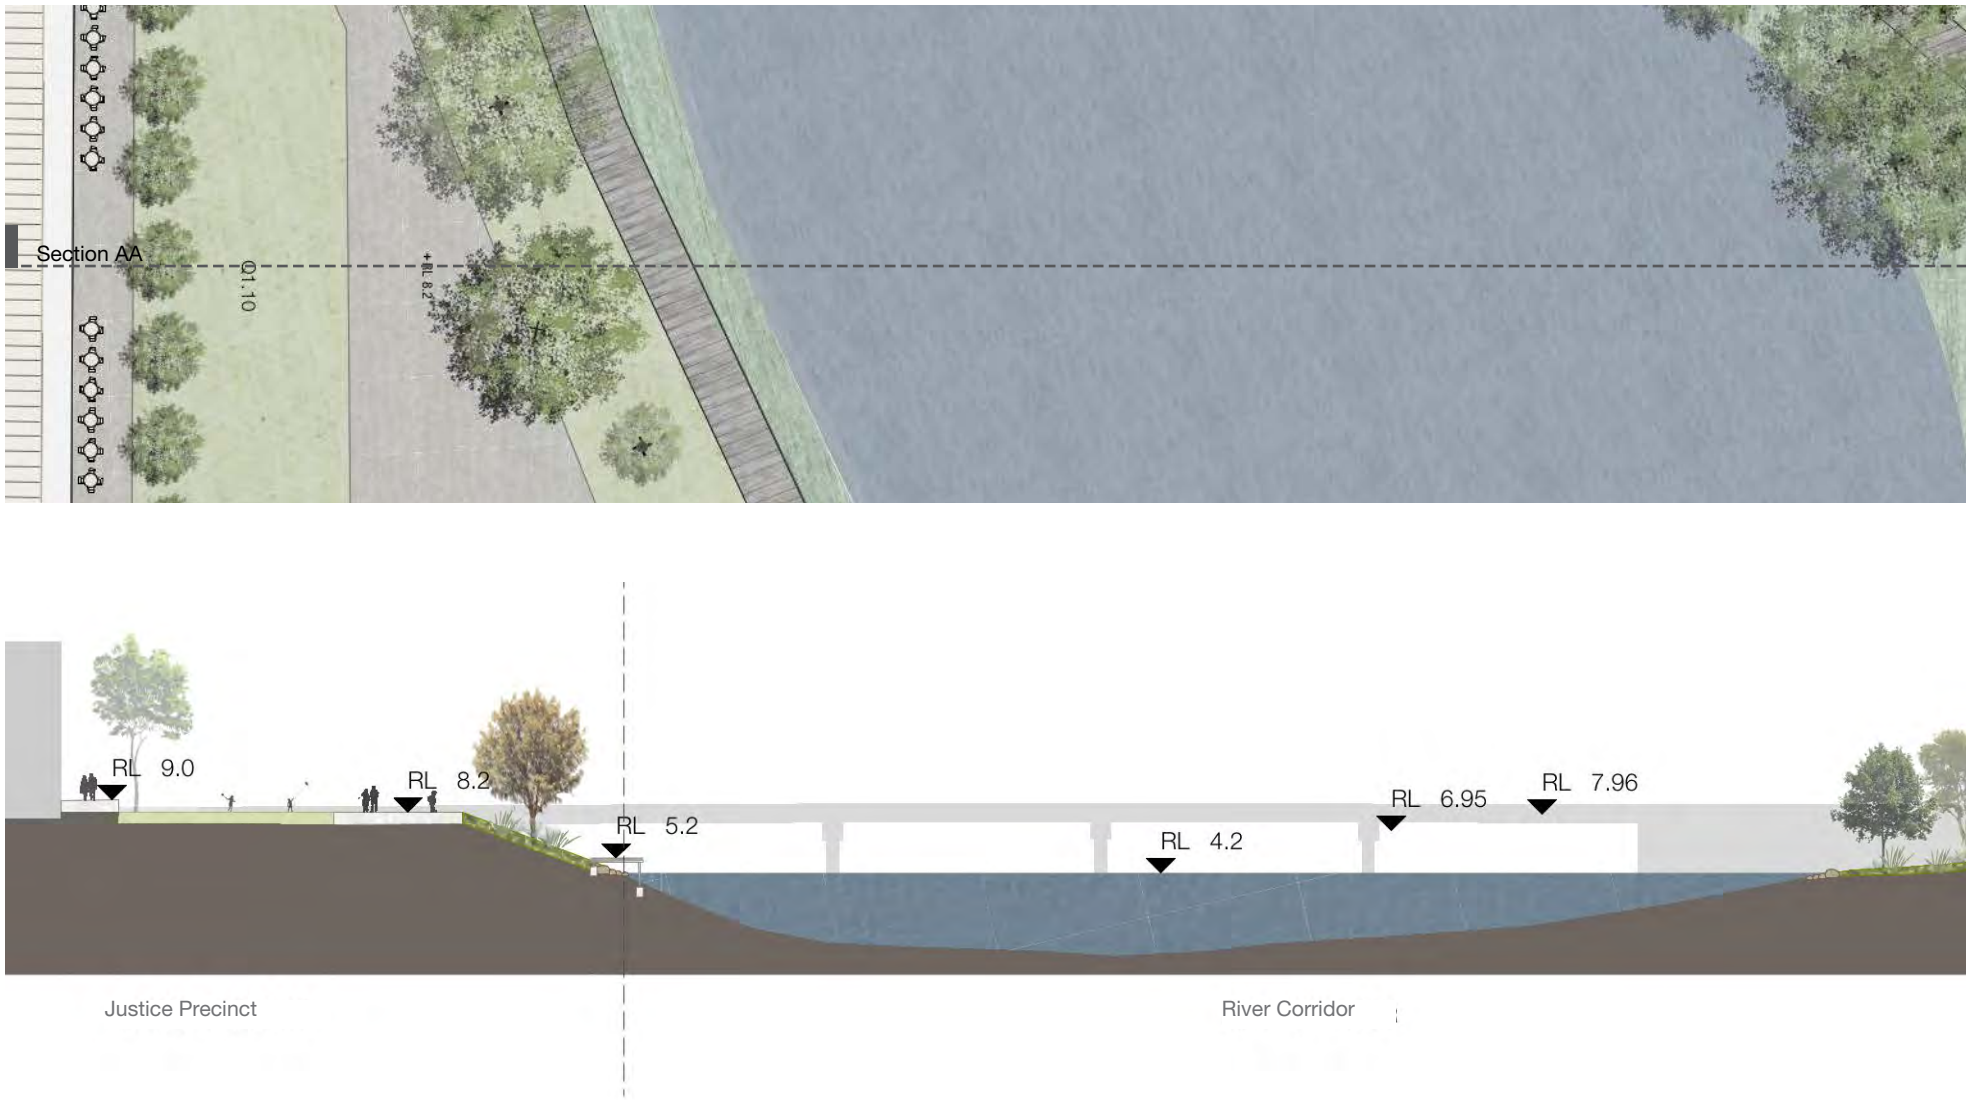 Section AA
Q1.10
+ RL 8.2
RL 9.0
RL 8.2
RL 5.2
RL 4.2
RL 6.95
RL 7.96
Justice Precinct
River Corridor